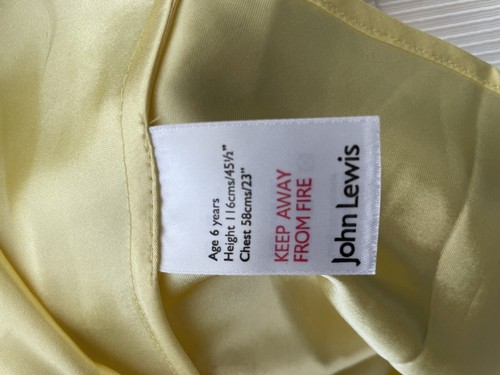 Age 6 years
Height 116cms/45½"
Chest 58cms/23"
KEEP AWAY
FROM FIRE
John Lewis